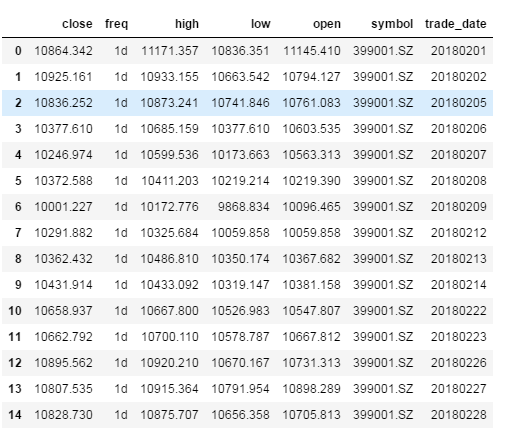 close freq high low open symbol trade_date
0 10864.342 1d 11171.357 10836.351 11145.410 399001.SZ 20180201
1 10925.161 1d 10933.155 10663.542 10794.127 399001.SZ 20180202
2 10836.252 1d 10873.241 10741.846 10761.083 399001.SZ 20180205
3 10377.610 1d 10685.159 10377.610 10603.535 399001.SZ 20180206
4 10246.974 1d 10599.536 10173.663 10563.313 399001.SZ 20180207
5 10372.588 1d 10411.203 10219.214 10219.390 399001.SZ 20180208
6 10001.227 1d 10172.776 9868.834 10096.465 399001.SZ 20180209
7 10291.882 1d 10325.684 10059.858 10059.858 399001.SZ 20180212
8 10362.432 1d 10486.810 10350.174 10367.682 399001.SZ 20180213
9 10431.914 1d 10433.092 10319.147 10381.158 399001.SZ 20180214
10 10658.937 1d 10667.800 10526.983 10547.807 399001.SZ 20180222
11 10662.792 1d 10700.110 10578.787 10667.812 399001.SZ 20180223
12 10895.562 1d 10920.210 10670.167 10731.313 399001.SZ 20180226
13 10807.535 1d 10915.364 10791.954 10898.289 399001.SZ 20180227
14 10828.730 1d 10875.707 10656.358 10705.813 399001.SZ 20180228